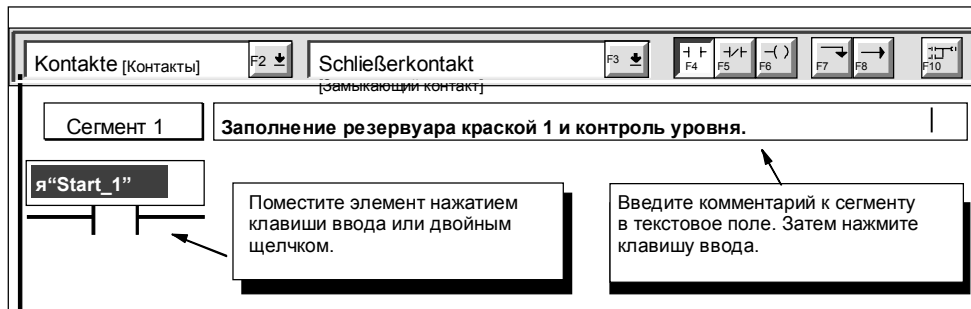 Kontakte [Контакты]
F2
Schließerkontakt
[Замыкающий контакт]
F3
F4
F5
F6
F7
F8
F10
Сегмент 1
Заполнение резервуара краской 1 и контроль уровня.
я“Start_1”
Поместите элемент нажатием
клавиши ввода или двойным
щелчком.
Введите комментарий к сегменту
в текстовое поле. Затем нажмите
клавишу ввода.